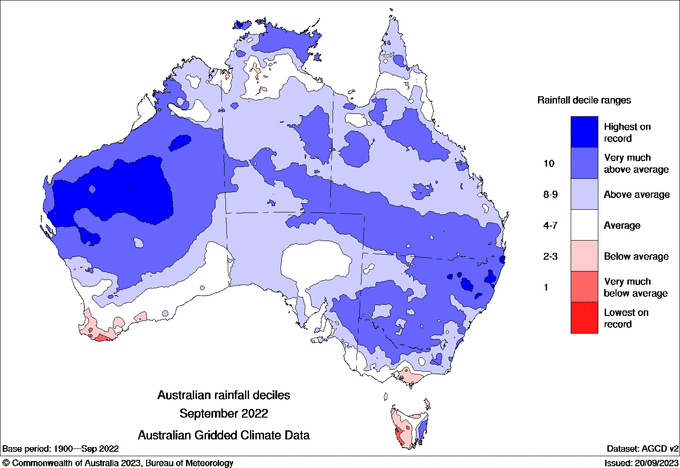 Rainfall decile ranges
Highest on
record
10
Very much
above average
8-9
Above average
4-7
Average
2-3
Below average
1
Very much
below average
Lowest on
record
Australian rainfall deciles
September 2022
Australian Gridded Climate Data
Base period: 1900—Sep 2022
Dataset: AGCD v2
© Commonwealth of Australia 2023, Bureau of Meteorology
Issued: 20/09/2023